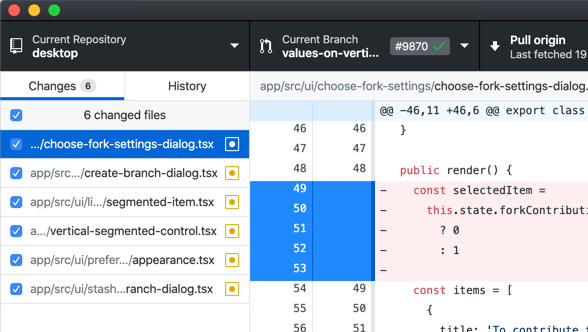 Current Repository
desktop
Current Branch
values-on-verti...
#9870
Pull origin
Last fetched 19
Changes 6
History
app/src/ui/choose-fork-settings/choose-fork-settings-dialog.
6 changed files
.../choose-fork-settings-dialog.tsx
app/src.../create-branch-dialog.tsx
app/src/ui/li.../segmented-item.tsx
a.../vertical-segmented-control.tsx
app/src/ui/prefer.../appearance.tsx
app/src/ui/stash...ranch-dialog.tsx
@@ -46,11 +46,6 @@ export class
46 46 }
47 47
48 48 public render() {
49 - const selectedItem =
50 - this.state.forkContributi
51 - ? 0
52 - : 1
53 -
54 49 const items = [
55 50 {
56 51 title: 'To contribute t